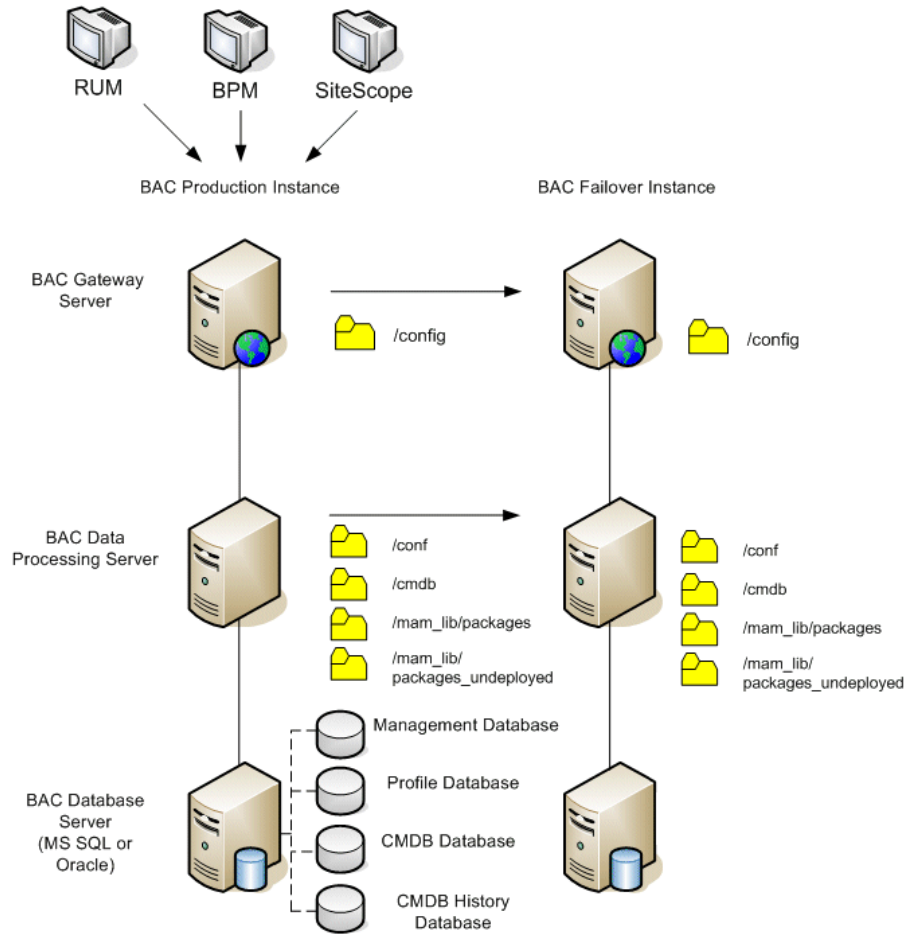 RUM
BPM
SiteScope
BAC Production Instance
BAC Failover Instance
BAC Gateway
Server
/config
/config
BAC Data
Processing Server
/conf
/cmdb
/mam_lib/packages
/mam_lib/
packages_undeployed
/conf
/cmdb
/mam_lib/packages
/mam_lib/
packages_undeployed
BAC Database
Server
(MS SQL or
Oracle)
Management Database
Profile Database
CMDB Database
CMDB History
Database